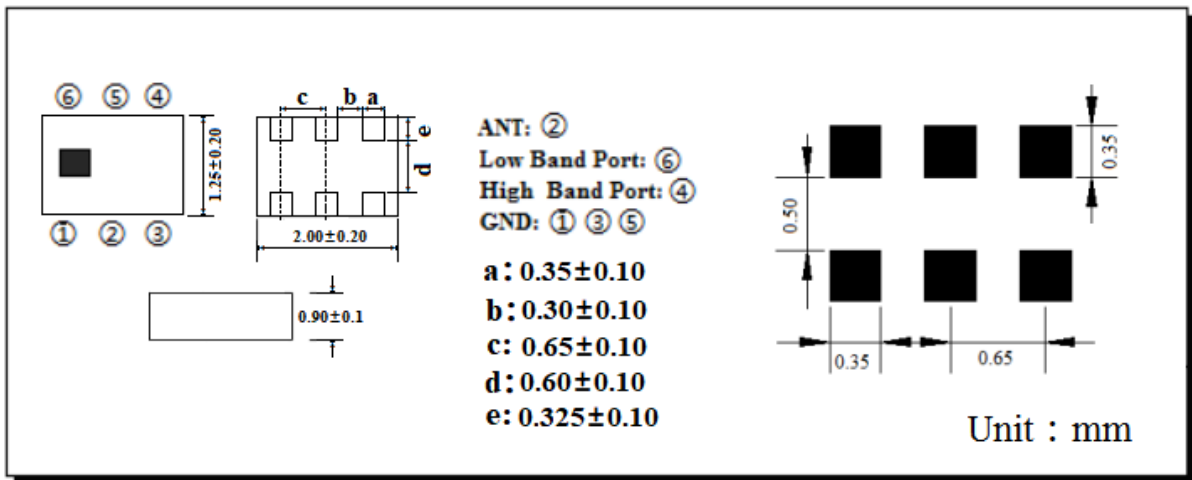 ⑥ ⑤ ④
1.25±0.20
① ② ③
c b a
e
d
2.00±0.20
0.90±0.1
ANT: ②
Low Band Port: ⑥
High Band Port: ④
GND: ① ③ ⑤
a: 0.35±0.10
b: 0.30±0.10
c: 0.65±0.10
d: 0.60±0.10
e: 0.325±0.10
0.35
0.50
0.35
0.65
Unit : mm